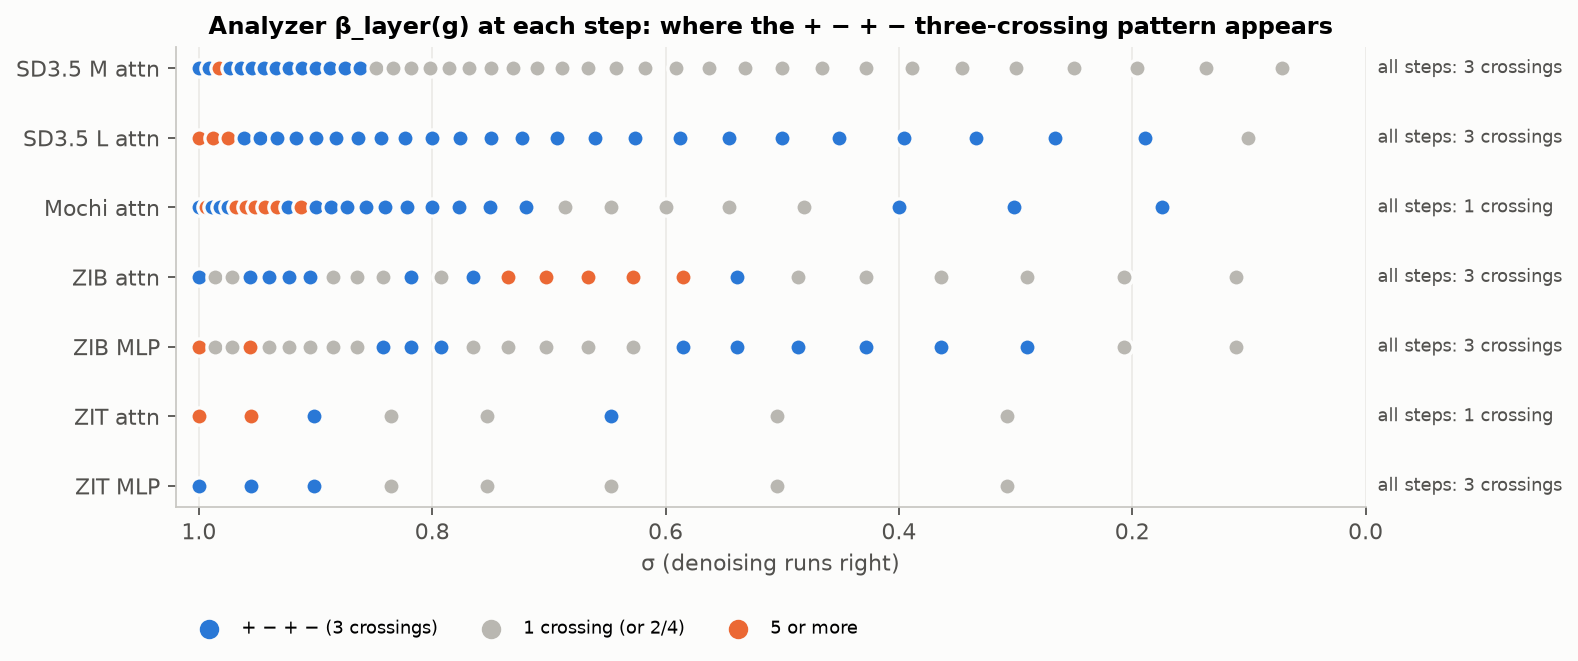 Analyzer β_layer(g) at each step: where the + − + − three-crossing pattern appears
SD3.5 M attn
all steps: 3 crossings
SD3.5 L attn
all steps: 3 crossings
Mochi attn
all steps: 1 crossing
ZIB attn
all steps: 3 crossings
ZIB MLP
all steps: 3 crossings
ZIT attn
all steps: 1 crossing
ZIT MLP
all steps: 3 crossings
1.0 0.8 0.6 0.4 0.2 0.0
σ (denoising runs right)
+ − + − (3 crossings) 1 crossing (or 2/4) 5 or more